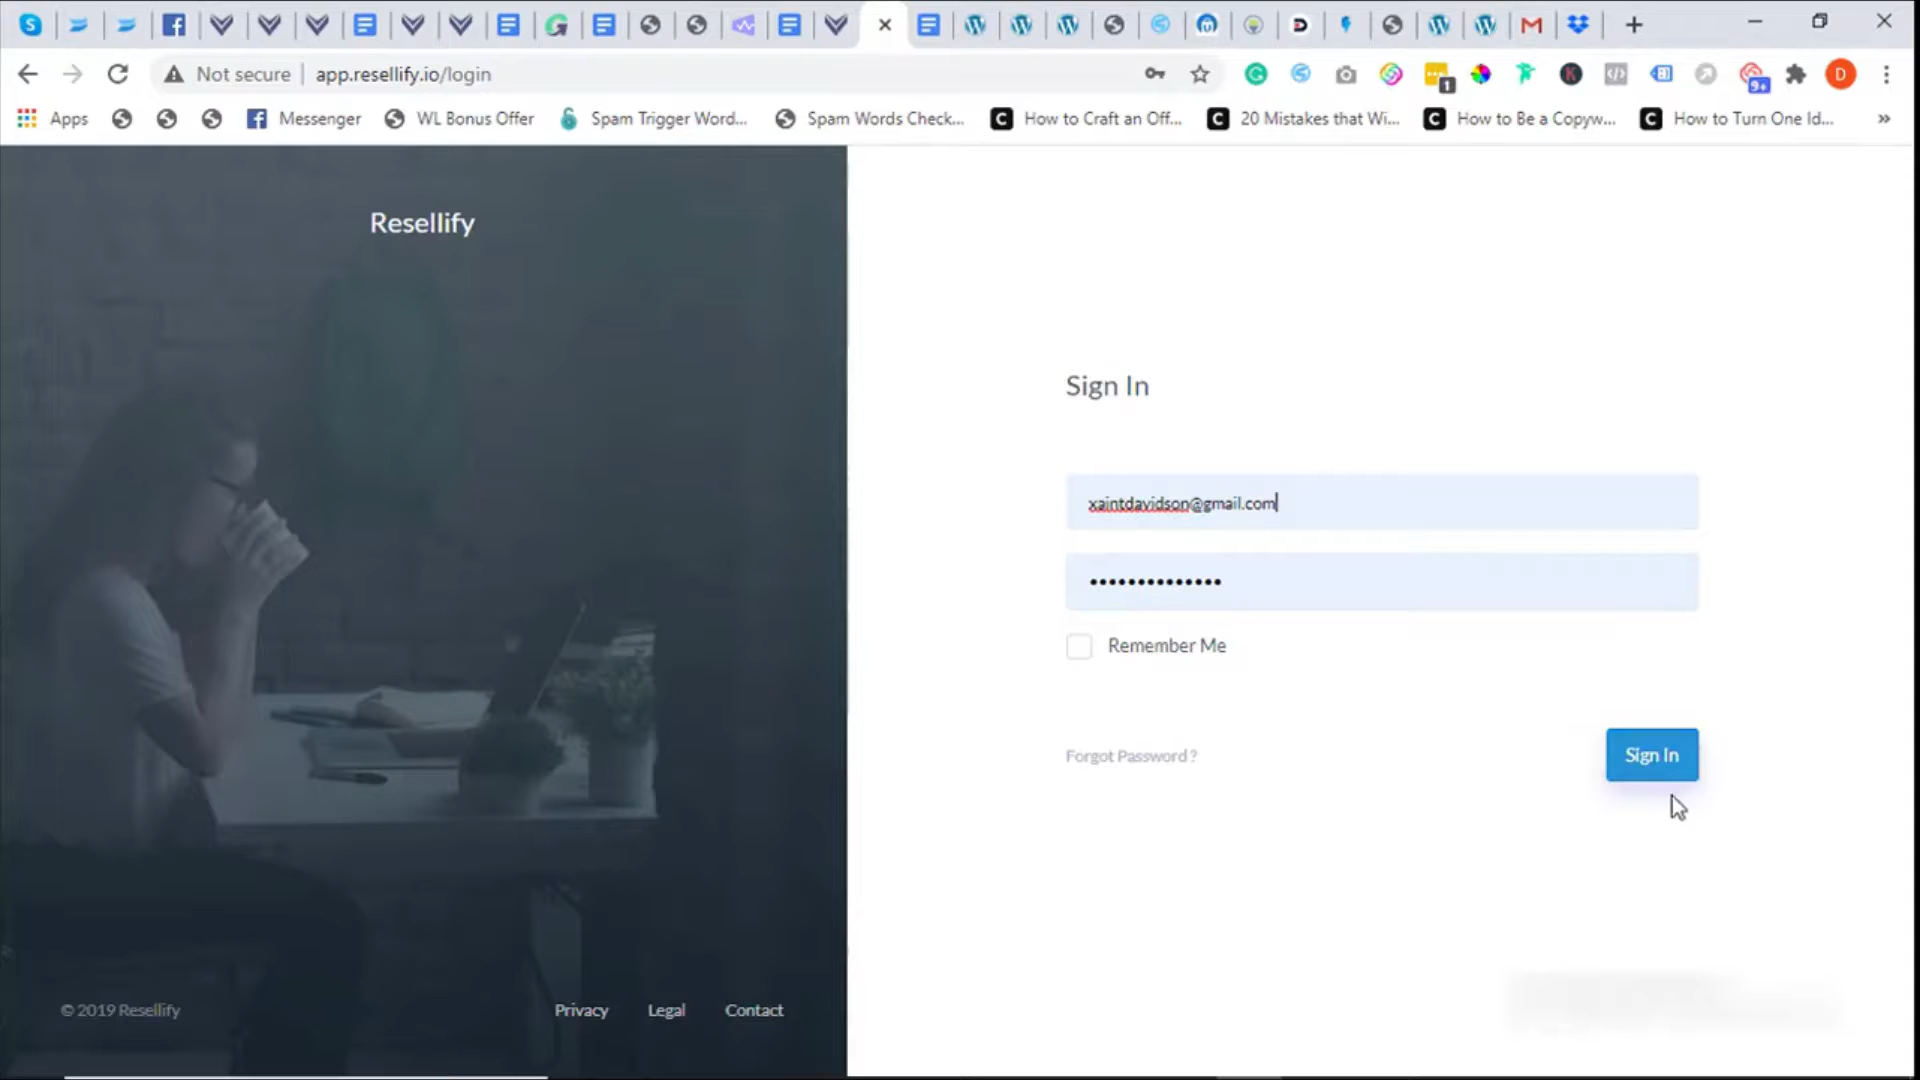 Not secure
app.resellify.io/login
1
9+
D
Apps
Messenger
WL Bonus Offer
Spam Trigger Word...
Spam Words Check...
How to Craft an Off...
20 Mistakes that Wi...
How to Be a Copyw...
How to Turn One Id...
Resellify
Sign In
xaintdavidson@gmail.com
Remember Me
Forgot Password ?
Sign In
© 2019 Resellify
Privacy
Legal
Contact